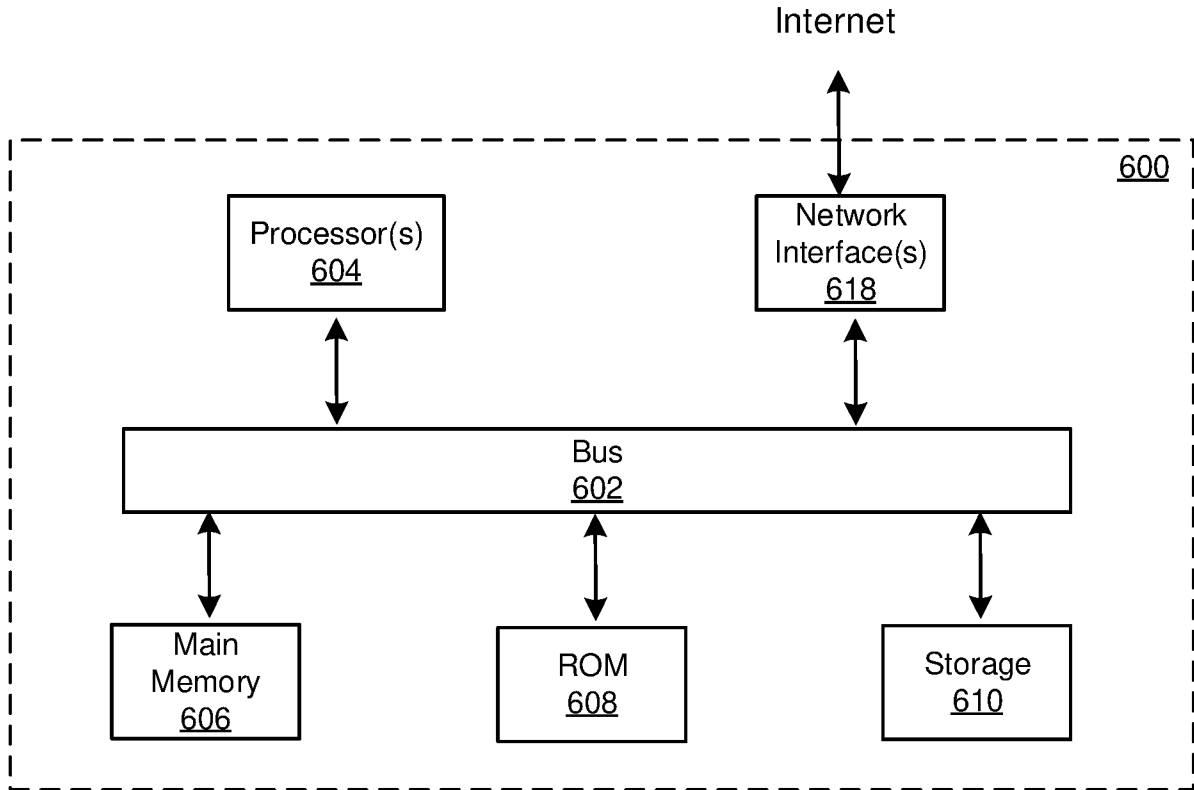 Internet
600
Processor(s)
604
Network
Interface(s)
618
Bus
602
Main
Memory
606
ROM
608
Storage
610